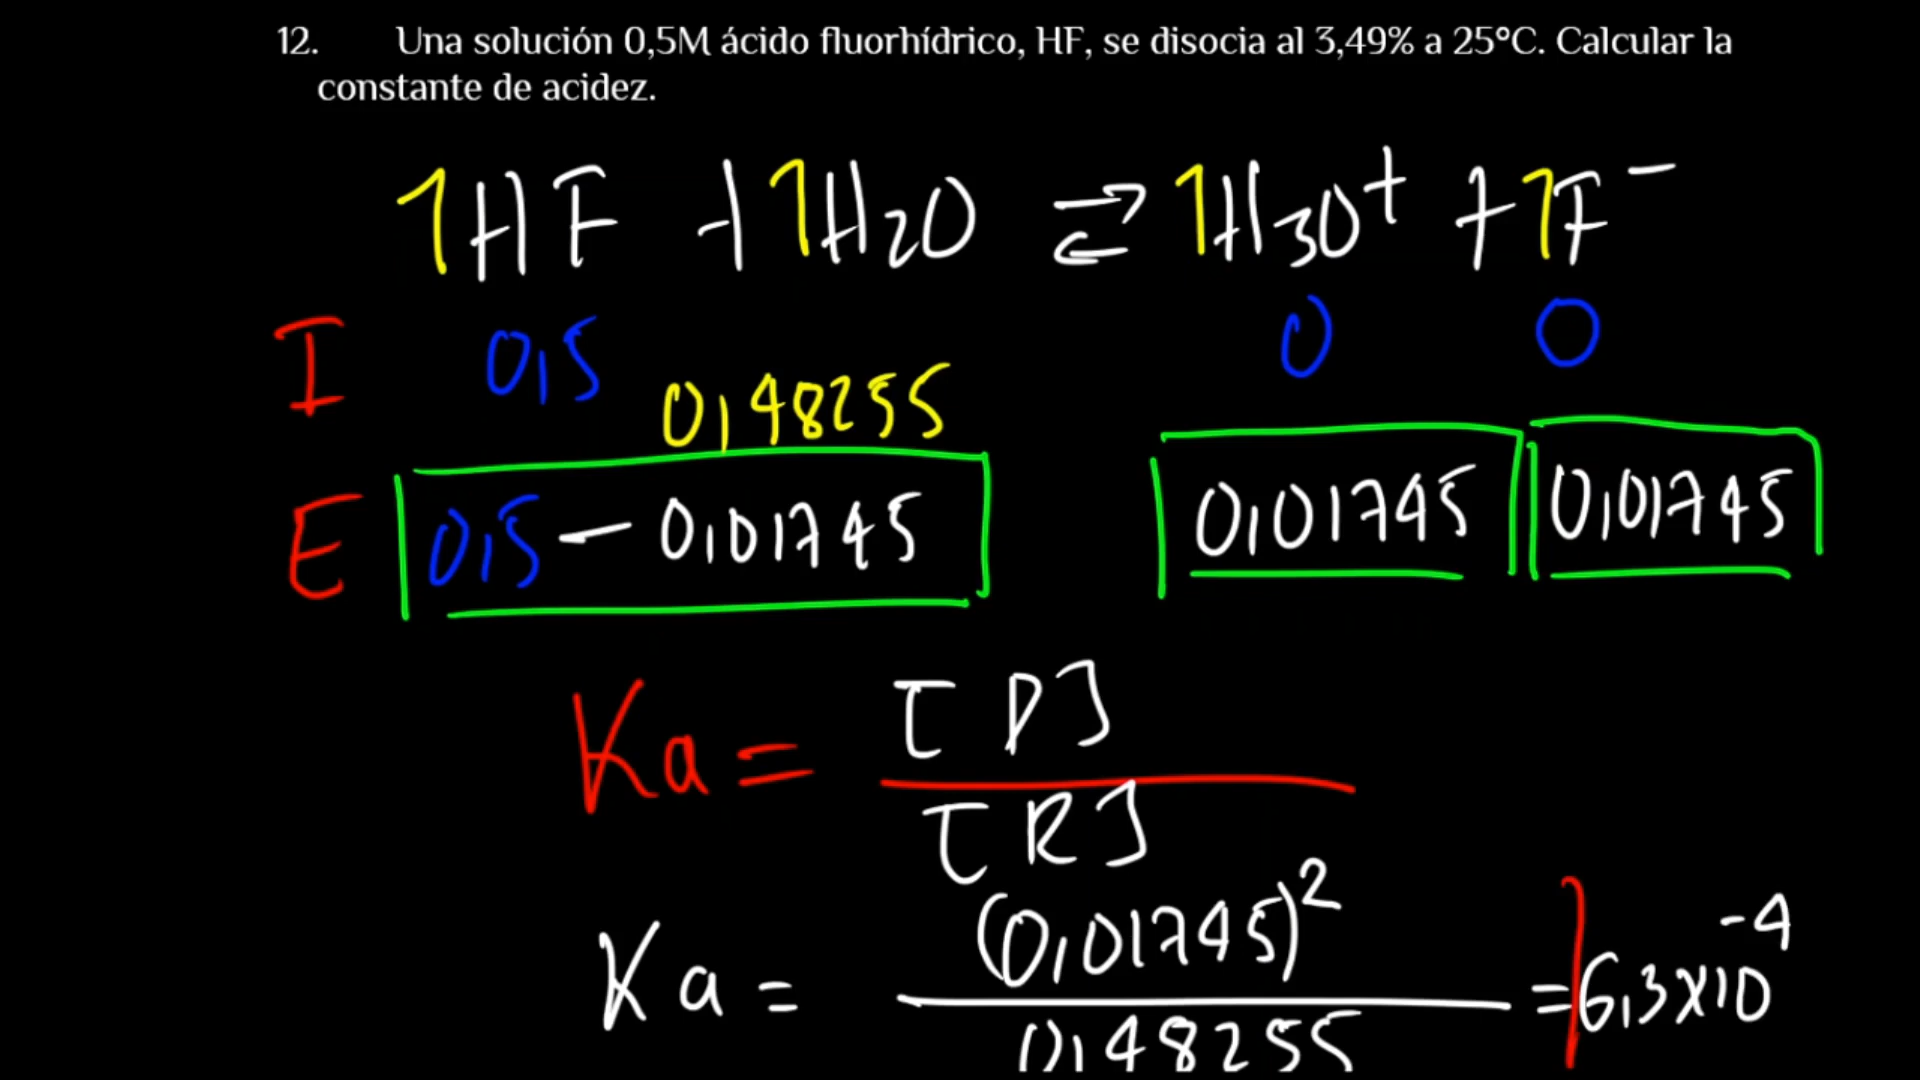 12. Una solución 0,5M ácido fluorhídrico, HF, se disocia al 3,49% a 25°C. Calcular la
constante de acidez.
1HF + 1H₂O ⇄ 1H₃O⁺ + 1F⁻
I 0,5 0 0
0,48255
E 0,5 – 0,01745 0,01745 0,01745
Ka = [P]
[R]
Ka = (0,01745)² = 6,3x10⁻⁴
0,48255